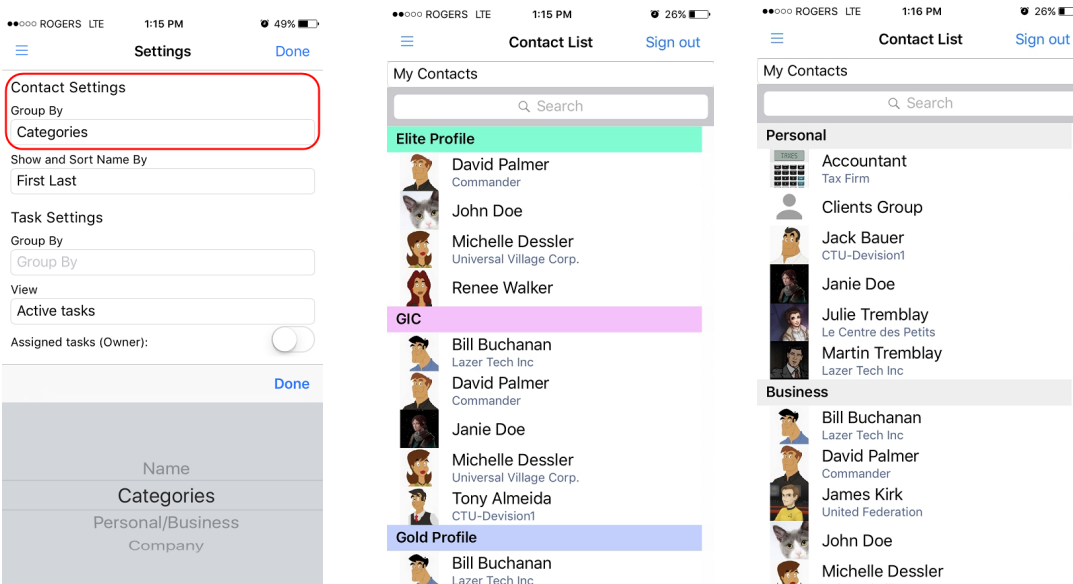 ROGERS LTE 1:15 PM 49%
Settings Done
Contact Settings
Group By
Categories
Show and Sort Name By
First Last
Task Settings
Group By
Group By
View
Active tasks
Assigned tasks (Owner):
Done
Name
Categories
Personal/Business
Company
ROGERS LTE 1:15 PM 26%
Contact List Sign out
My Contacts
Search
Elite Profile
David Palmer
Commander
John Doe
Michelle Dessler
Universal Village Corp.
Renee Walker
GIC
Bill Buchanan
Lazer Tech Inc
David Palmer
Commander
Janie Doe
Michelle Dessler
Universal Village Corp.
Tony Almeida
CTU-Devision1
Gold Profile
Bill Buchanan
Lazer Tech Inc
ROGERS LTE 1:16 PM 26%
Contact List Sign out
My Contacts
Search
Personal
TAXES
Accountant
Tax Firm
Clients Group
Jack Bauer
CTU-Devision1
Janie Doe
Julie Tremblay
Le Centre des Petits
Martin Tremblay
Lazer Tech Inc
Business
Bill Buchanan
Lazer Tech Inc
David Palmer
Commander
James Kirk
United Federation
John Doe
Michelle Dessler